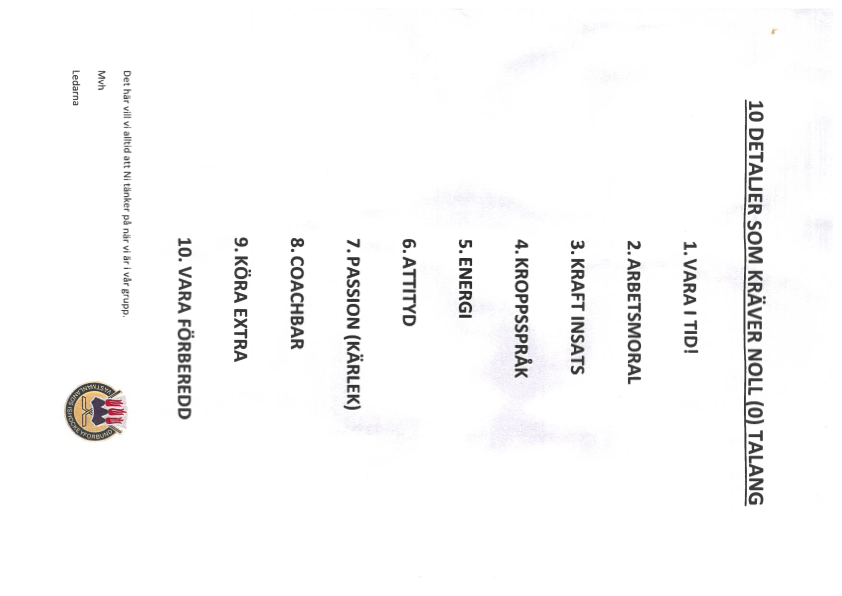 10 DETALJER SOM KRÄVER NOLL (0) TALANG
1. VARA I TID!
2. ARBETSMORAL
3. KRAFT INSATS
4. KROPPSSPRÅK
5. ENERGI
6. ATTITYD
7. PASSION (KÄRLEK)
8. COACHBAR
9. KÖRA EXTRA
10. VARA FÖRBEREDD
Det här vill vi alltid att Ni tänker på när vi är i vår grupp.
Mvh
Ledarna
VÄSTMANLANDS ISHOCKEYFÖRBUND